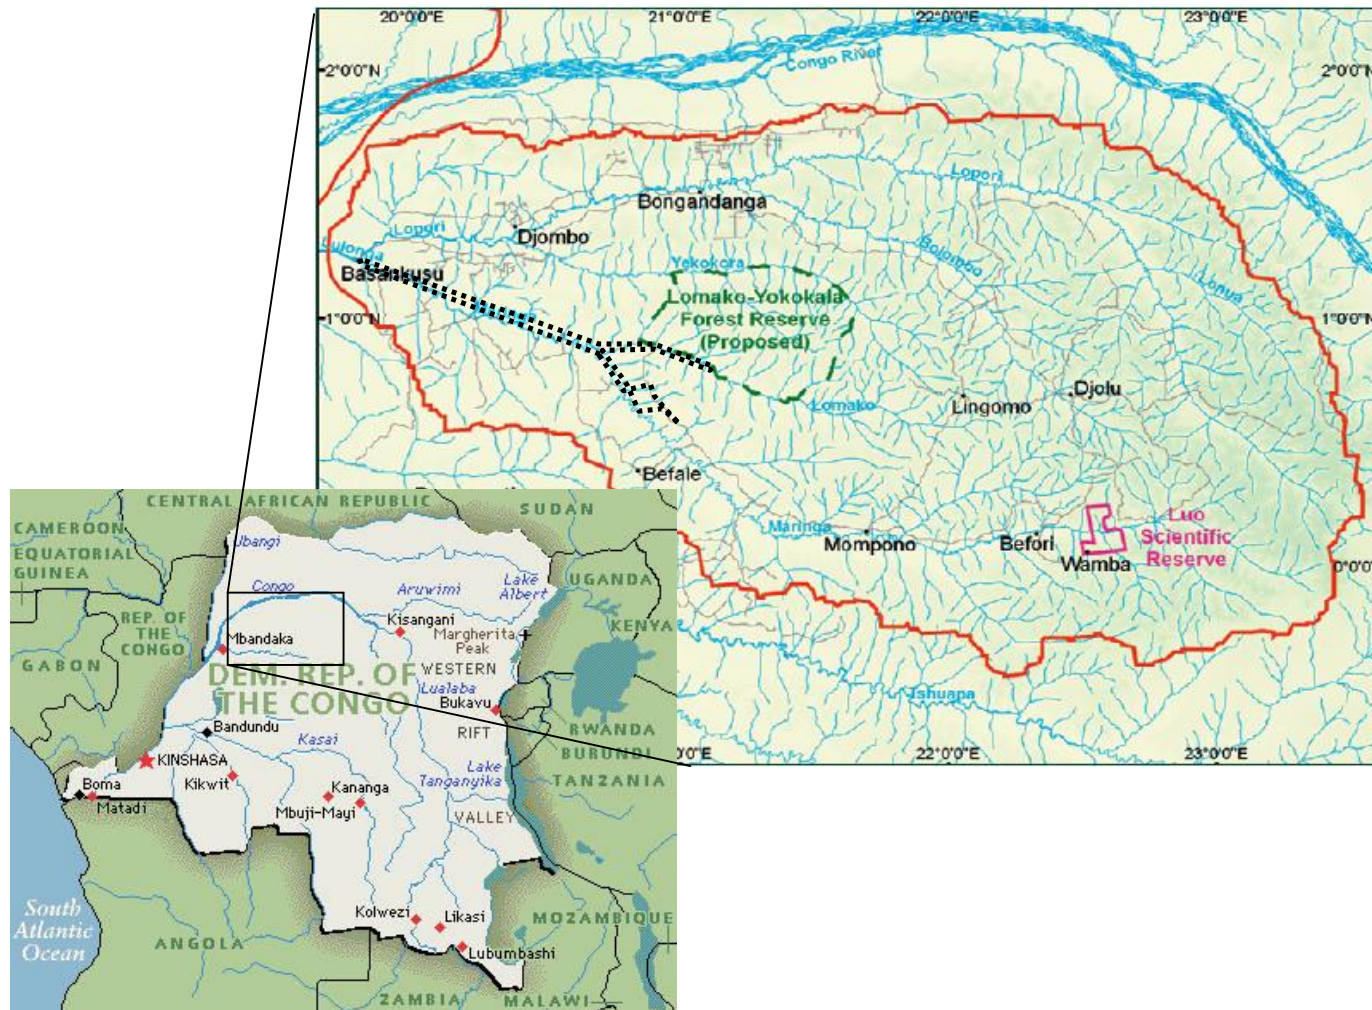 20°0'0"E
21°0'0"E
22°0'0"E
23°0'0"E
2°0'0"N
2°0'0"N
Congo River
Lopori
Bongandanga
Lopori
Djombo
Bolombo
Lulonga
Yekokora
Basankusu
Lonua
Lomako-Yokokala
Forest Reserve
(Proposed)
1°0'0"N
1°0'0"N
Djolu
Lomako
Lingomo
Befale
Maringa
Mompono
Befori
Wamba
Luo
Scientific
Reserve
0°0'0"N
Tshuapa
22°0'0"E
23°0'0"E
CENTRAL AFRICAN REPUBLIC
SUDAN
CAMEROON
EQUATORIAL
GUINEA
Ubangi
Congo
Aruwimi
Lake
Albert
UGANDA
REP. OF
THE
CONGO
Mbandaka
Kisangani
Margherita
Peak
KENYA
GABON
WESTERN
DEM. REP. OF
THE CONGO
Lualaba
Bukavu
RIFT
RWANDA
BURUNDI
Bandundu
Kasai
Lake
Tanganyika
TANZANIA
KINSHASA
Kikwit
Kananga
Boma
Matadi
Mbuji-Mayi
VALLEY
South
Atlantic
Ocean
Kolwezi
Likasi
MOZAMBIQUE
ANGOLA
Lubumbashi
ZAMBIA
MALAWI